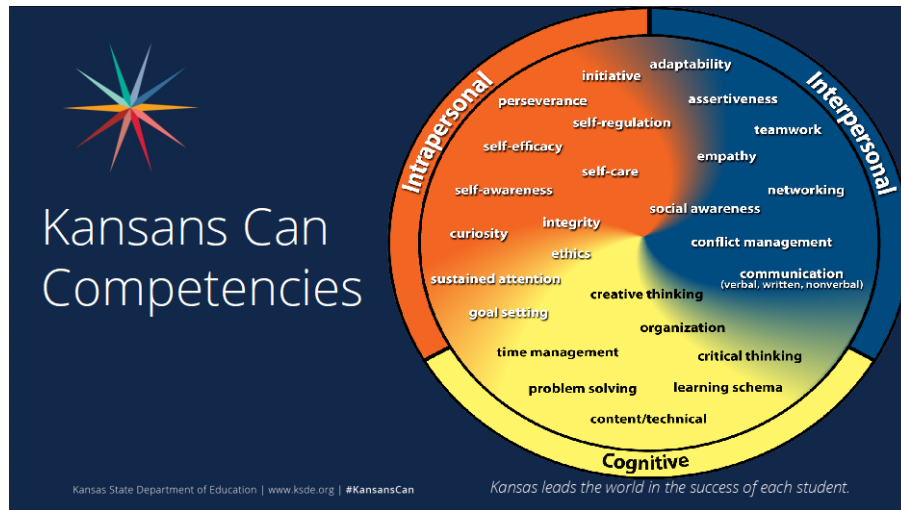 Kansans Can
Competencies
Intrapersonal
Interpersonal
Cognitive
adaptability
initiative
perseverance
assertiveness
self-regulation
teamwork
self-efficacy
empathy
self-care
self-awareness
networking
social awareness
integrity
curiosity
conflict management
ethics
sustained attention
communication
(verbal, written, nonverbal)
creative thinking
goal setting
organization
time management
critical thinking
problem solving
learning schema
content/technical
Kansas State Department of Education | www.ksde.org | #KansansCan
Kansas leads the world in the success of each student.